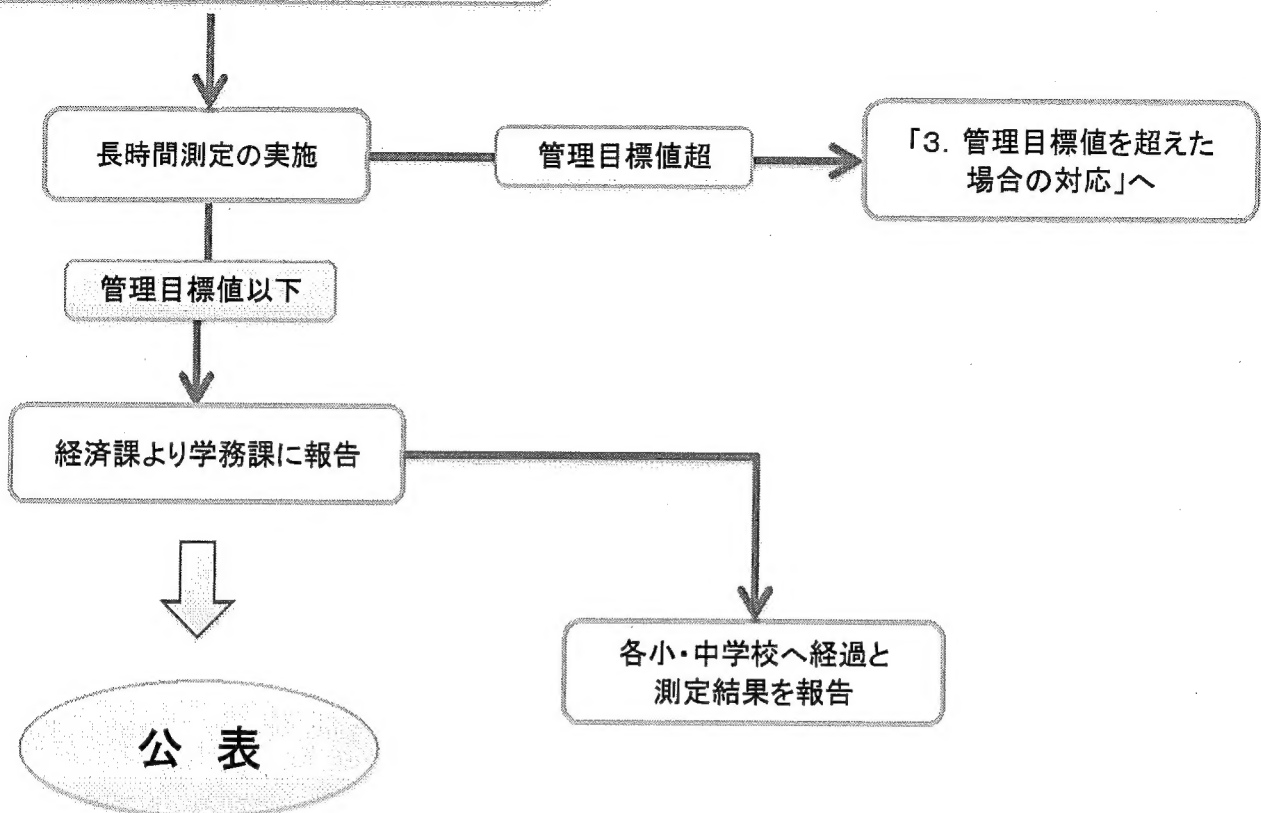 長時間測定の実施
管理目標値超
「3．管理目標値を超えた
場合の対応」へ
管理目標値以下
経済課より学務課に報告
各小・中学校へ経過と
測定結果を報告
公 表